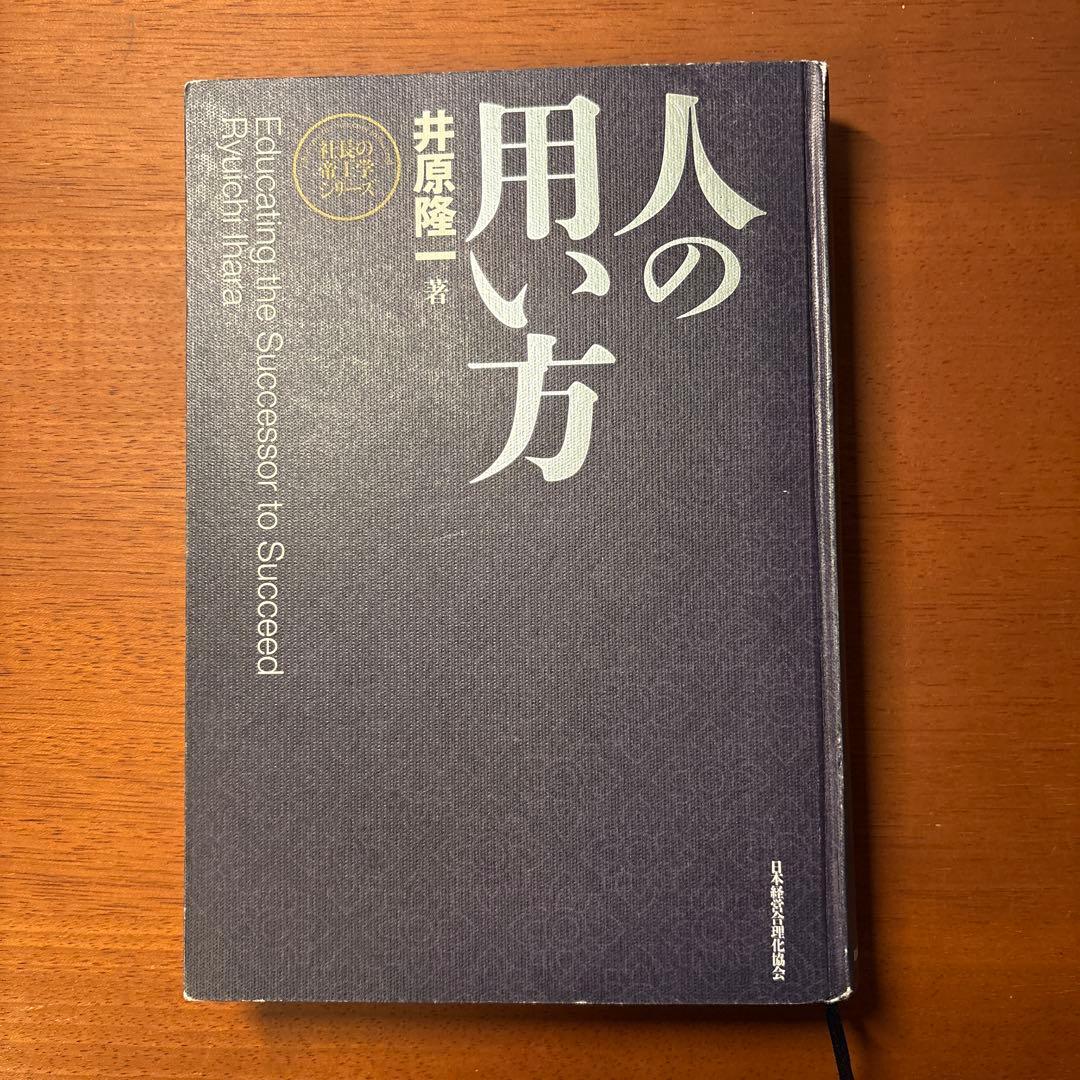 人の
用い方
井原隆一 著
社長の
帝王学
シリーズ
Educating the Successor to Succeed
Ryuichi Ihara
日本経営合理化協会